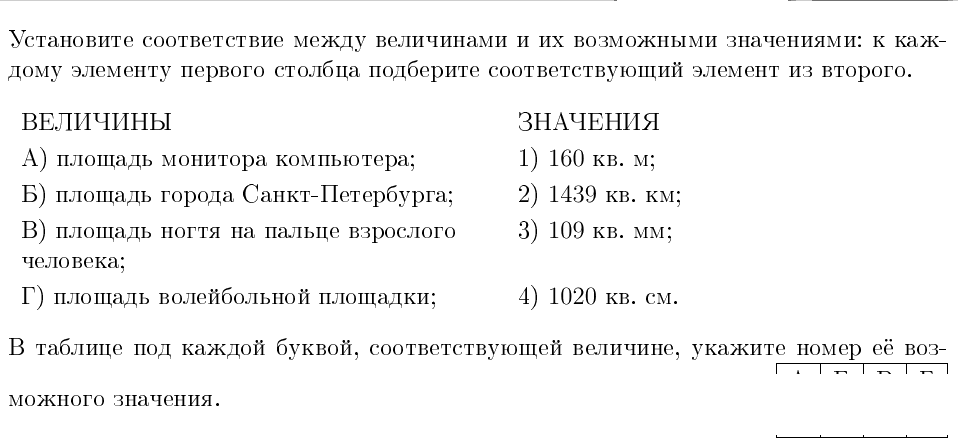 Установите соответствие между величинами и их возможными значениями: к каж-
дому элементу первого столбца подберите соответствующий элемент из второго.
ВЕЛИЧИНЫ ЗНАЧЕНИЯ
А) площадь монитора компьютера; 1) 160 кв. м;
Б) площадь города Санкт-Петербурга; 2) 1439 кв. км;
В) площадь ногтя на пальце взрослого 3) 109 кв. мм;
человека;
Г) площадь волейбольной площадки; 4) 1020 кв. см.
В таблице под каждой буквой, соответствующей величине, укажите номер её воз-
можного значения.